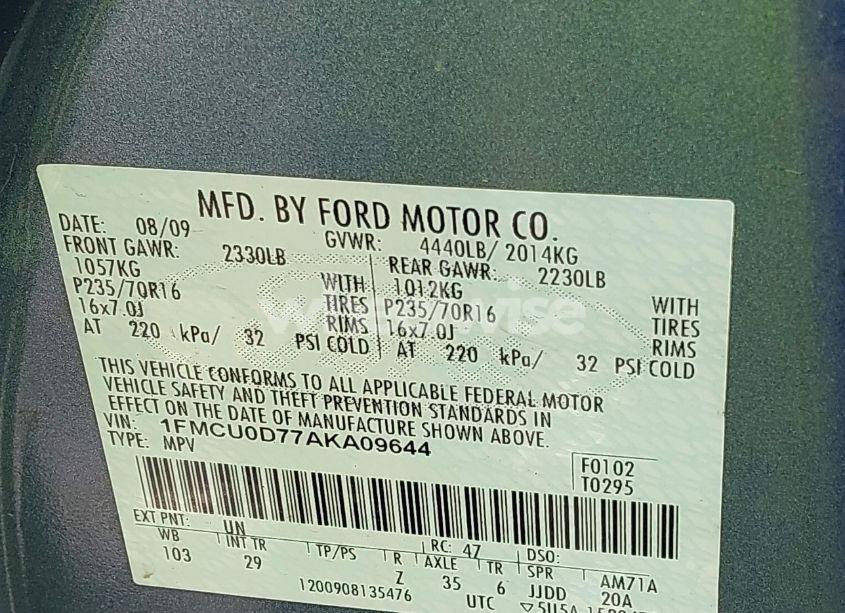 MFD. BY FORD MOTOR CO.
DATE: 08/09 GVWR: 4440LB/ 2014KG
FRONT GAWR: 2330LB REAR GAWR: 2230LB
1057KG WITH 1012KG WITH
P235/70R16 TIRES P235/70R16 TIRES
16x7.0J RIMS 16x7.0J RIMS
AT 220 kPa/ 32 PSI COLD AT 220 kPa/ 32 PSI COLD
THIS VEHICLE CONFORMS TO ALL APPLICABLE FEDERAL MOTOR
VEHICLE SAFETY AND THEFT PREVENTION STANDARDS IN
EFFECT ON THE DATE OF MANUFACTURE SHOWN ABOVE.
VIN: 1FMCU0D77AKA09644
TYPE: MPV
F0102
T0295
EXT PNT: UN RC: 47 DSO:
WB INT TR TP/PS R AXLE TR SPR AM71A
103 29 Z 35 6 JJDD 20A
1200908135476 UTC